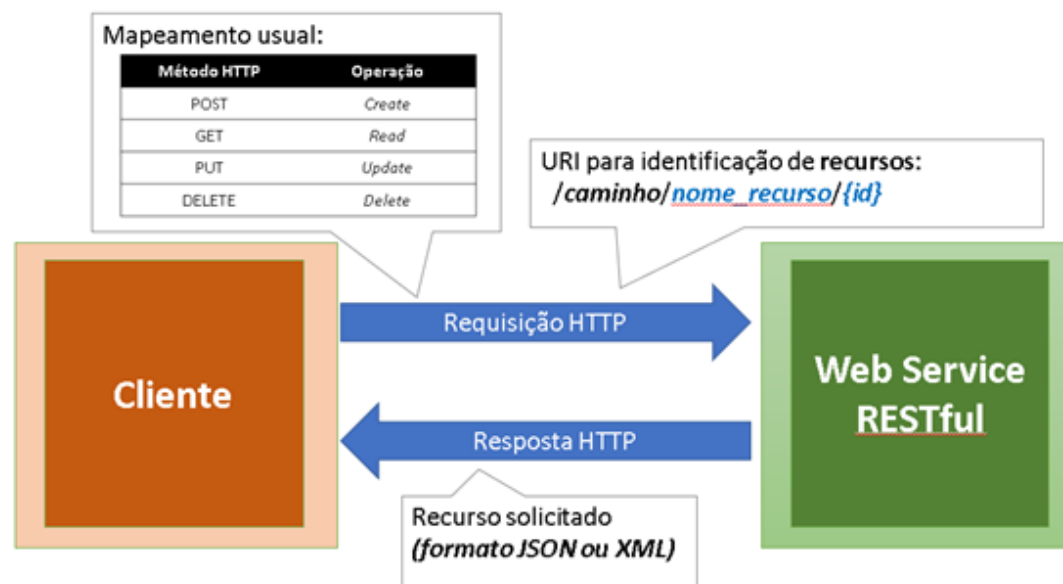 Mapeamento usual:
Método HTTP Operação
POST Create
GET Read
PUT Update
DELETE Delete
URI para identificação de recursos:
/caminho/nome_recurso/{id}
Requisição HTTP
Cliente
Web Service
RESTful
Resposta HTTP
Recurso solicitado
(formato JSON ou XML)